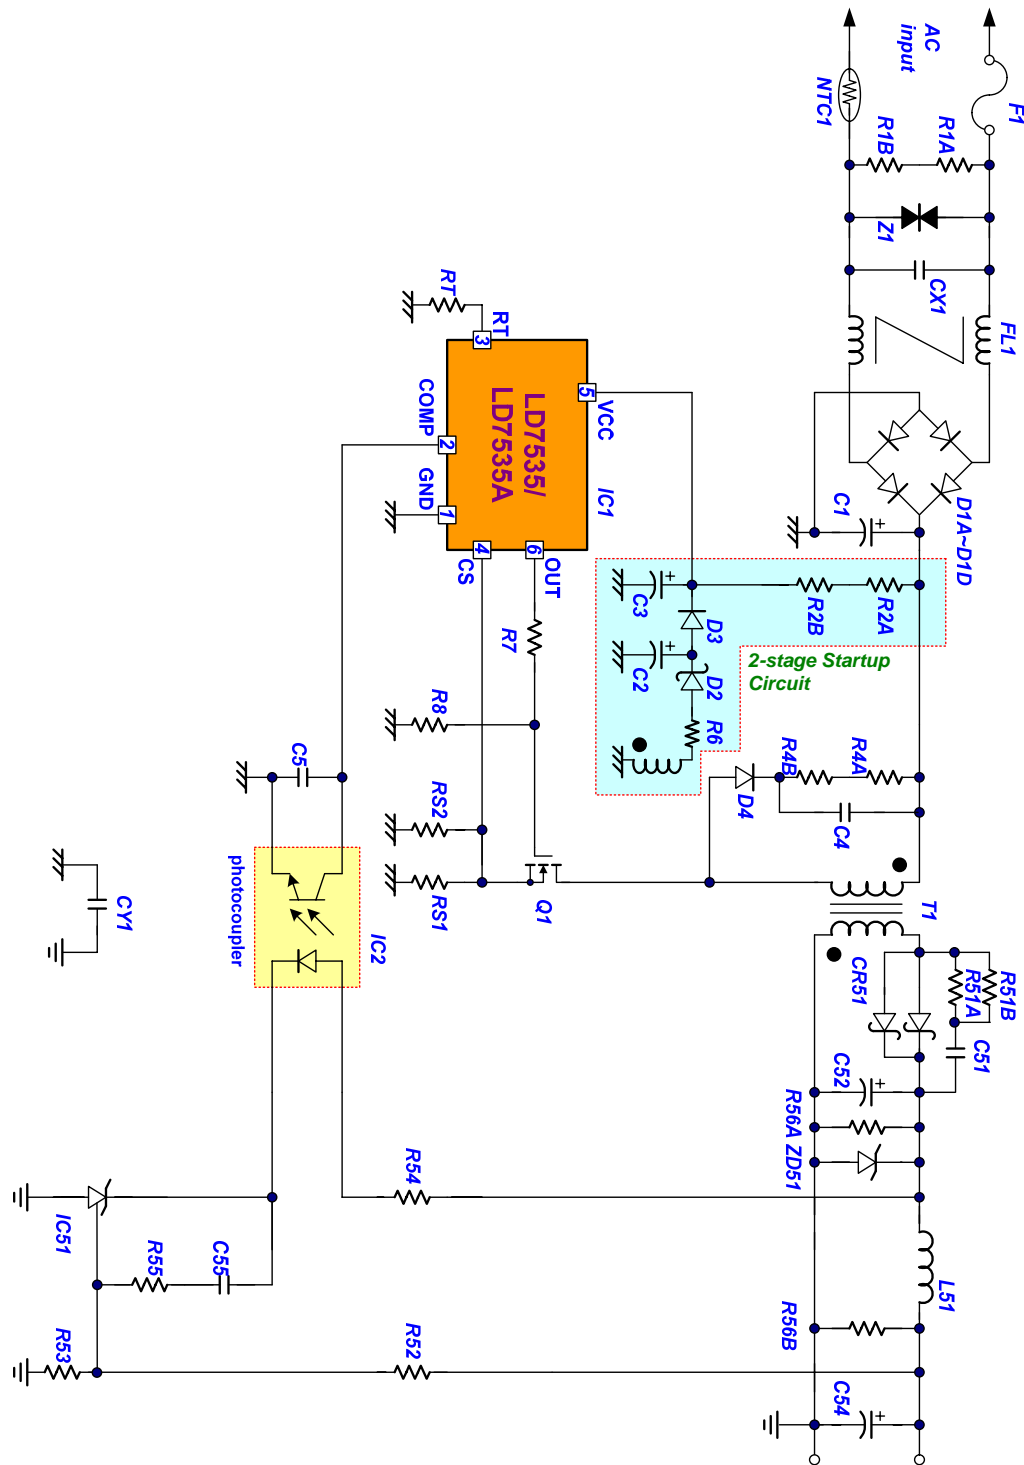 F1
AC
input
NTC1
R1A
R1B
Z1
CX1
FL1
D1A~D1D
C1
R2A
R2B
C3
D3
C2
D2
R6
2-stage Startup
Circuit
R4A
R4B
C4
D4
T1
RT
RT
3
COMP
2
GND
1
VCC
5
LD7535/
LD7535A
IC1
4
CS
6
OUT
R7
R8
RS2
RS1
Q1
C5
photocoupler
IC2
CY1
CR51
R51A
R51B
C51
C52
R56A
ZD51
R54
L51
R56B
IC51
R55
C55
R53
R52
C54